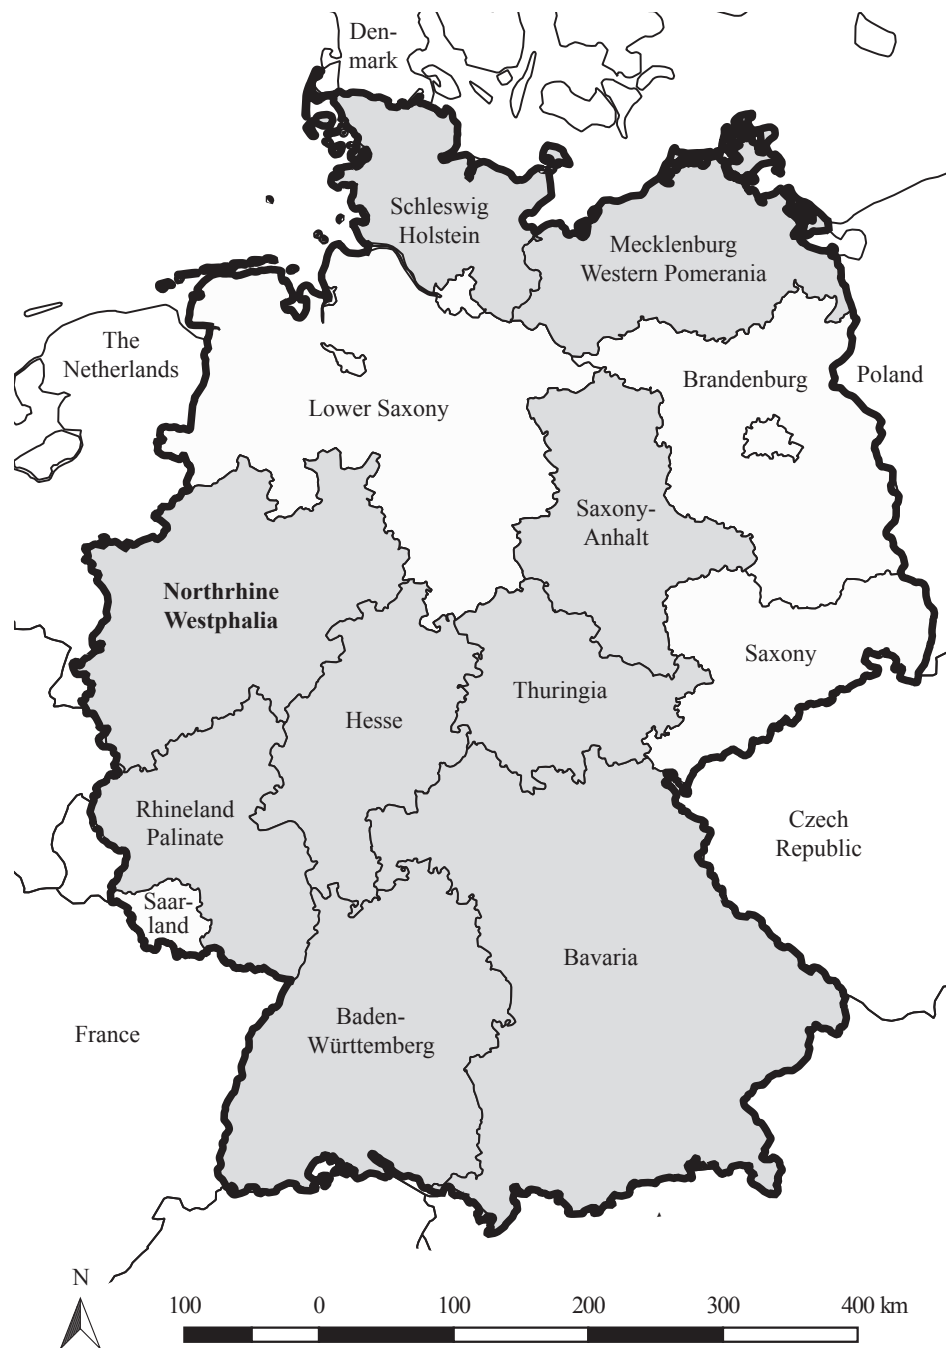 Den-
mark
Schleswig
Holstein
Mecklenburg
Western Pomerania
The
Netherlands
Brandenburg
Poland
Lower Saxony
Saxony-
Anhalt
Northrhine
Westphalia
Saxony
Thuringia
Hesse
Rhineland
Palinate
Czech
Republic
Saar-
land
Bavaria
France
Baden-
Württemberg
N
100 0 100 200 300 400 km